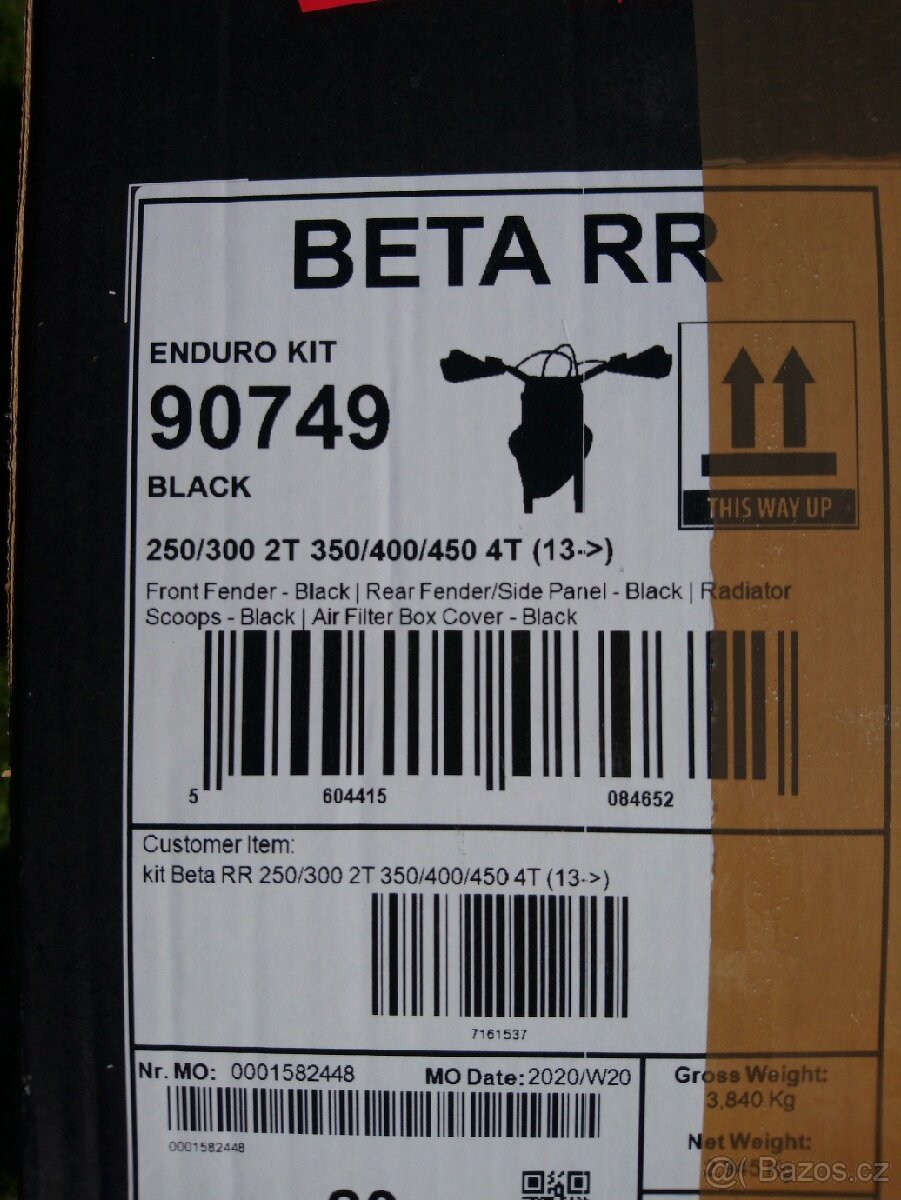 BETA RR
ENDURO KIT
90749
BLACK
THIS WAY UP
250/300 2T 350/400/450 4T (13->)
Front Fender - Black | Rear Fender/Side Panel - Black | Radiator
Scoops - Black | Air Filter Box Cover - Black
5 604415 084652
Customer Item:
kit Beta RR 250/300 2T 350/400/450 4T (13->)
7161537
Nr. MO: 0001582448
MO Date: 2020/W20
0001582448
Gross Weight:
3,840 Kg
Net Weight:
Bazos.cz